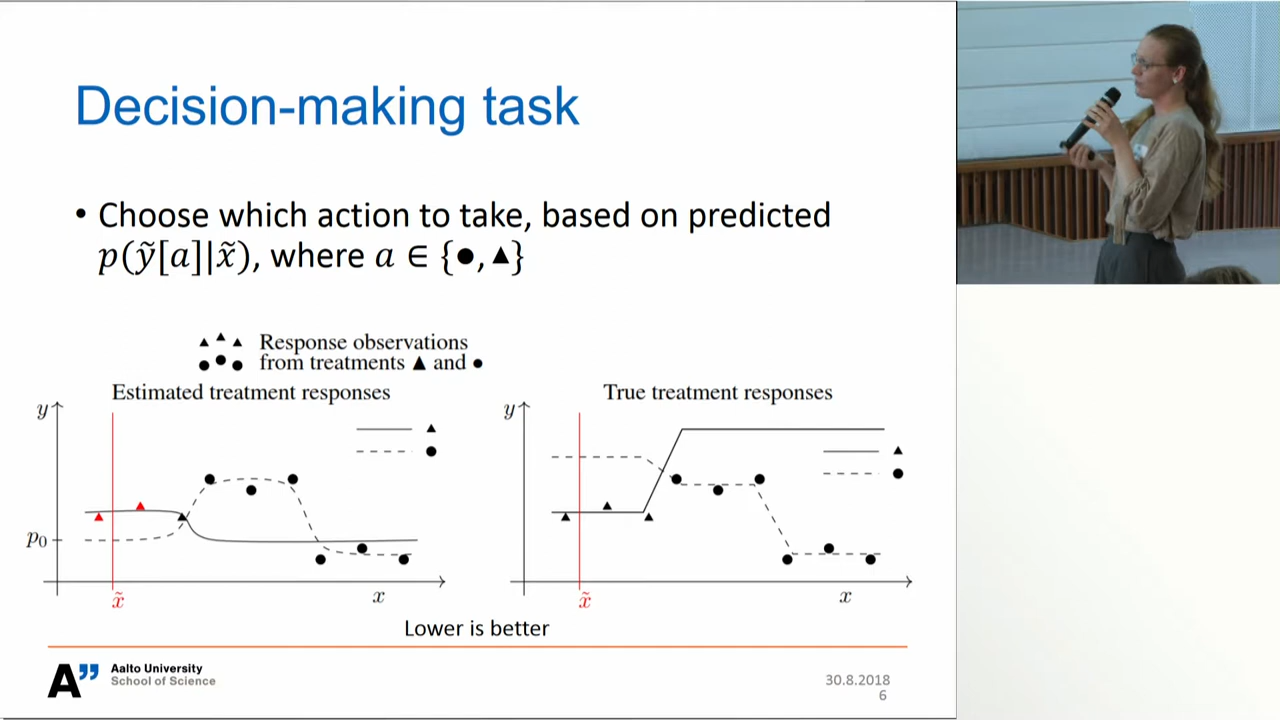 Decision-making task
• Choose which action to take, based on predicted
p(ỹ[a]|x̃), where a ∈ {●,▲}
Response observations
from treatments ▲ and ●
Estimated treatment responses
y
p₀
x̃
x
True treatment responses
y
x̃
x
Lower is better
A”
Aalto University
School of Science
30.8.2018
6